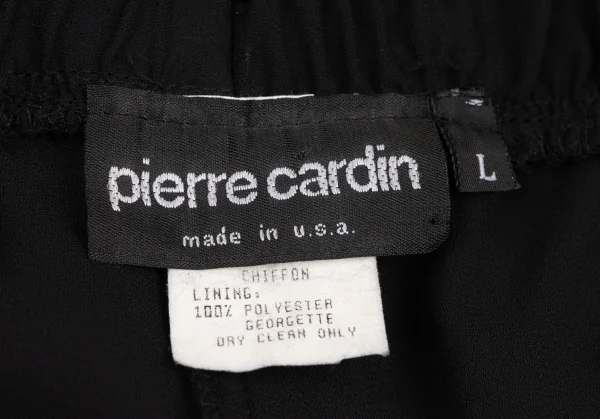 pierre cardin
made in u.s.a.
L
CHIFFON
LINING:
100% POLYESTER
GEORGETTE
DRY CLEAN ONLY